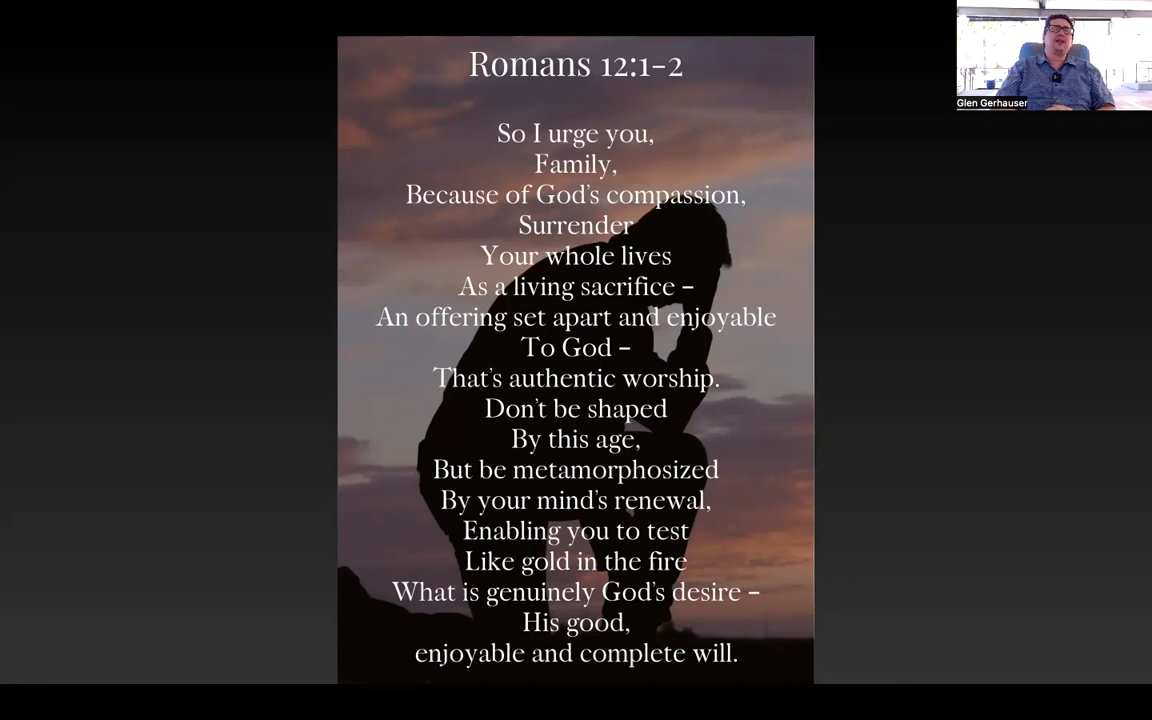 Romans 12:1-2
So I urge you,
Family,
Because of God's compassion,
Surrender
Your whole lives
As a living sacrifice –
An offering set apart and enjoyable
To God –
That's authentic worship.
Don't be shaped
By this age,
But be metamorphosized
By your mind's renewal,
Enabling you to test
Like gold in the fire
What is genuinely God's desire –
His good,
enjoyable and complete will.
Glen Gerhauser